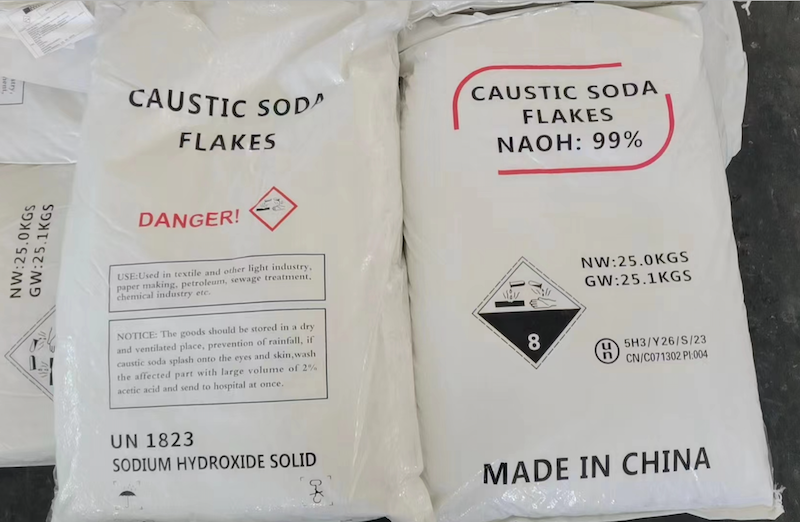 NW:25.0KGS
GW:25.1KGS
CAUSTIC SODA
FLAKES
DANGER!
USE:Used in textile and other light industry,
paper making, petroleum, sewage treatment,
chemical industry etc.
NOTICE: The goods should be stored in a dry
and ventilated place, prevention of rainfall, if
caustic soda splash onto the eyes and skin,wash
the affected part with large volume of 2%
acetic acid and send to hospital at once.
UN 1823
SODIUM HYDROXIDE SOLID
CAUSTIC SODA
FLAKES
NAOH: 99%
NW:25.0KGS
GW:25.1KGS
8
un
5H3/Y26/S/23
CN/C071302 PI.004
MADE IN CHINA